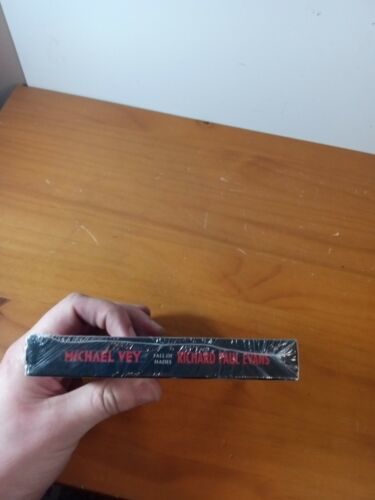 MICHAEL VEY
FALL OF
HADES
RICHARD PAUL EVANS